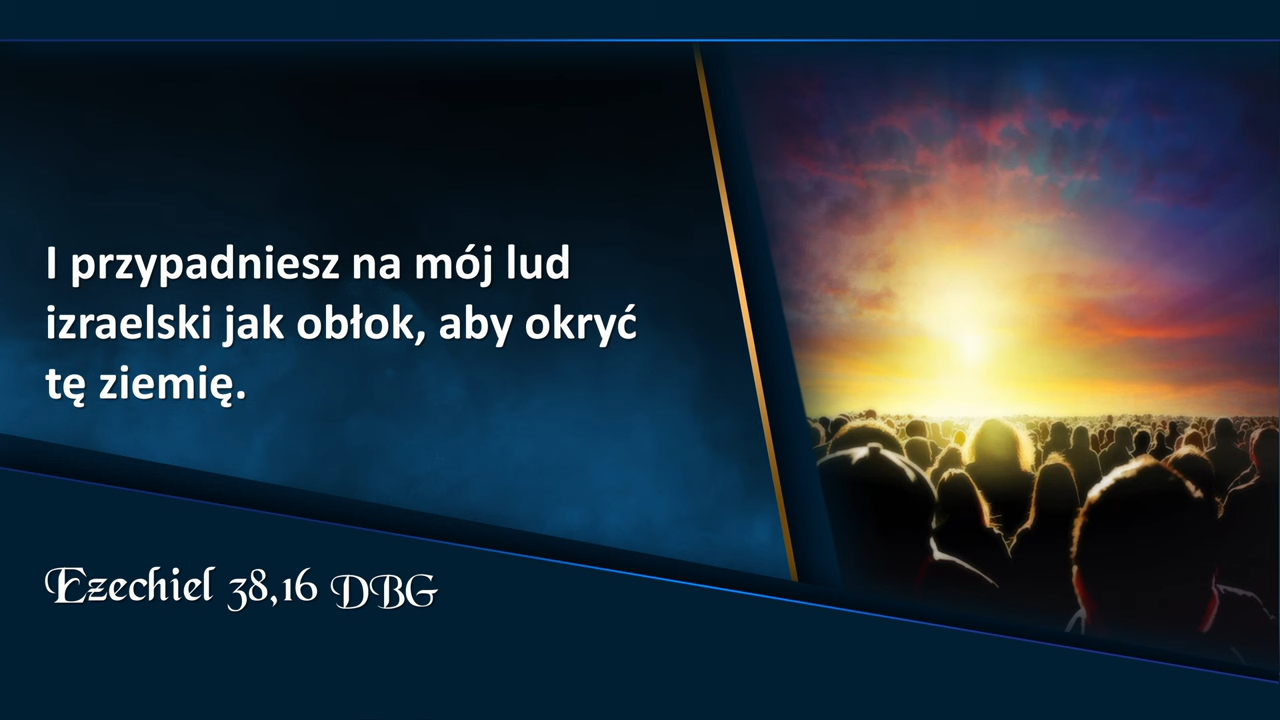 I przypadniesz na mój lud
izraelski jak obłok, aby okryć
tę ziemię.
Ezechiel 38,16 DBG